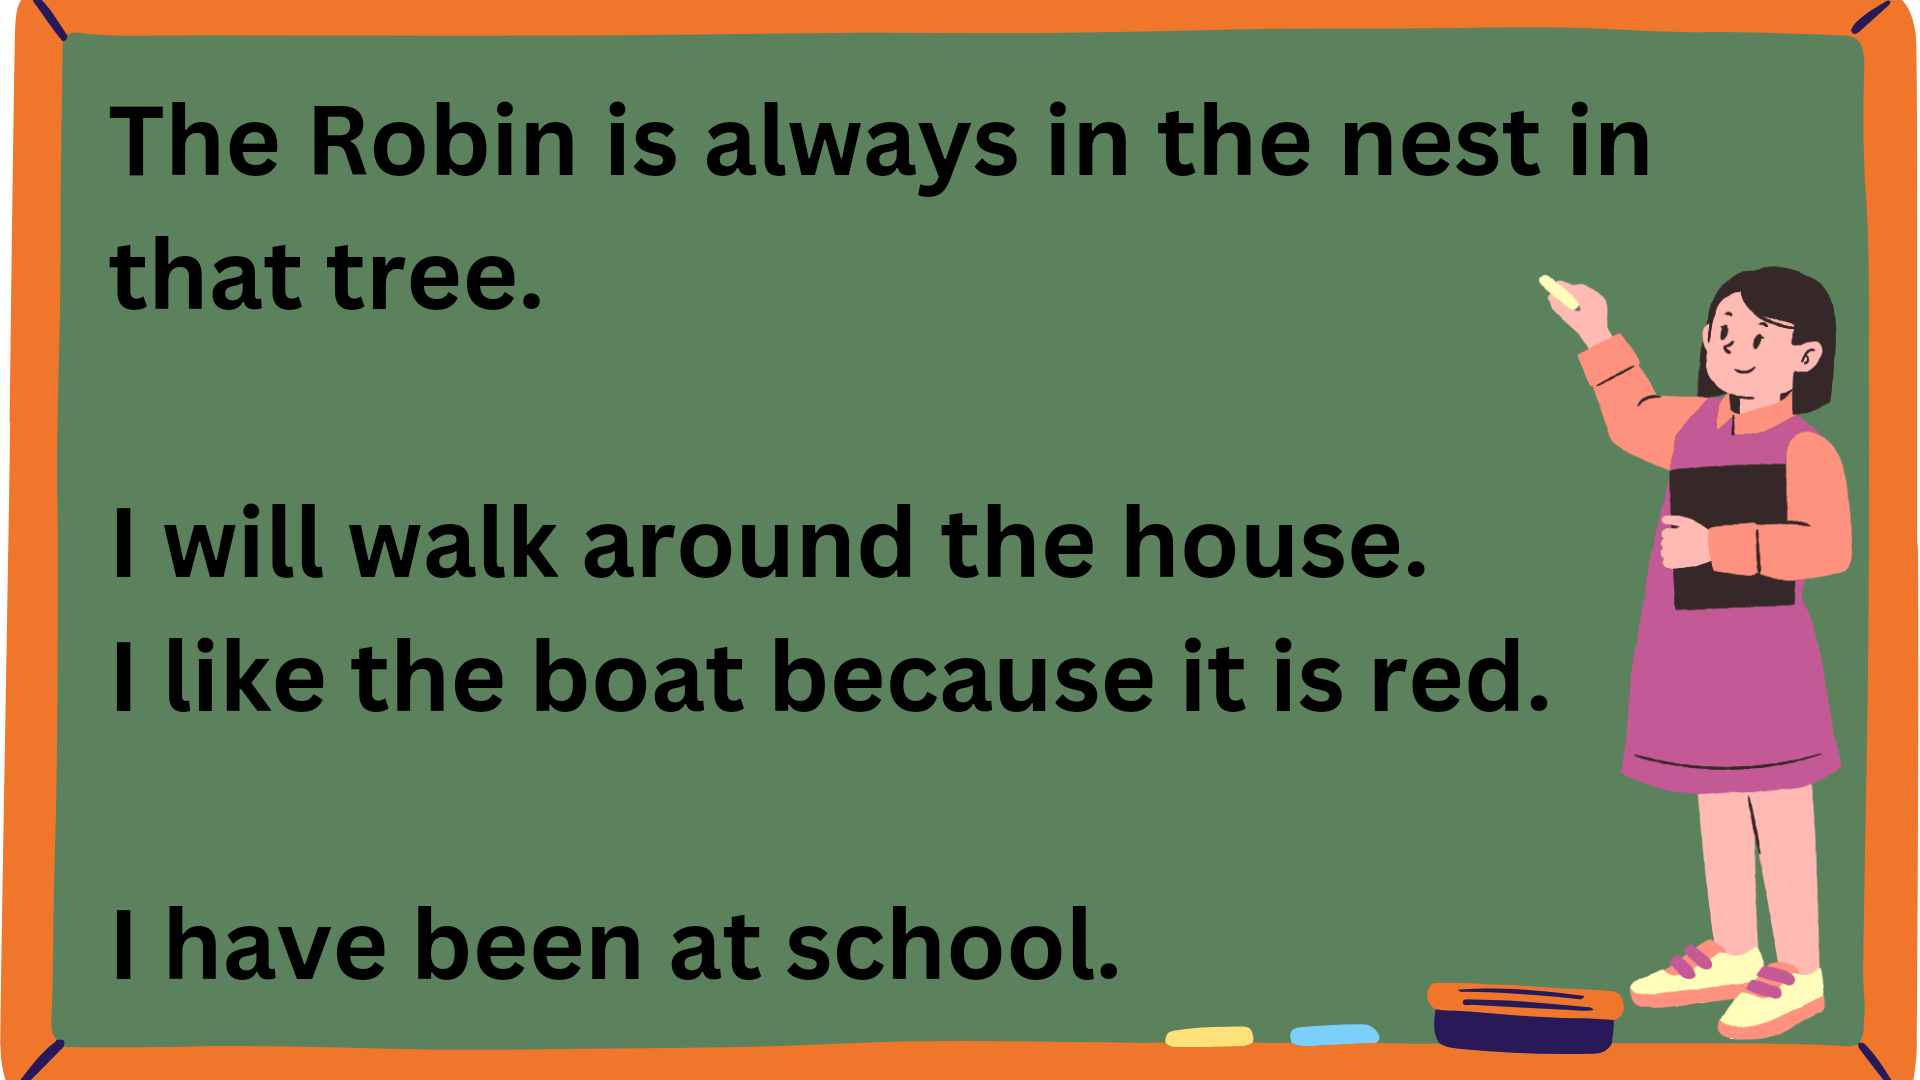 The Robin is always in the nest in
that tree.
I will walk around the house.
I like the boat because it is red.
I have been at school.